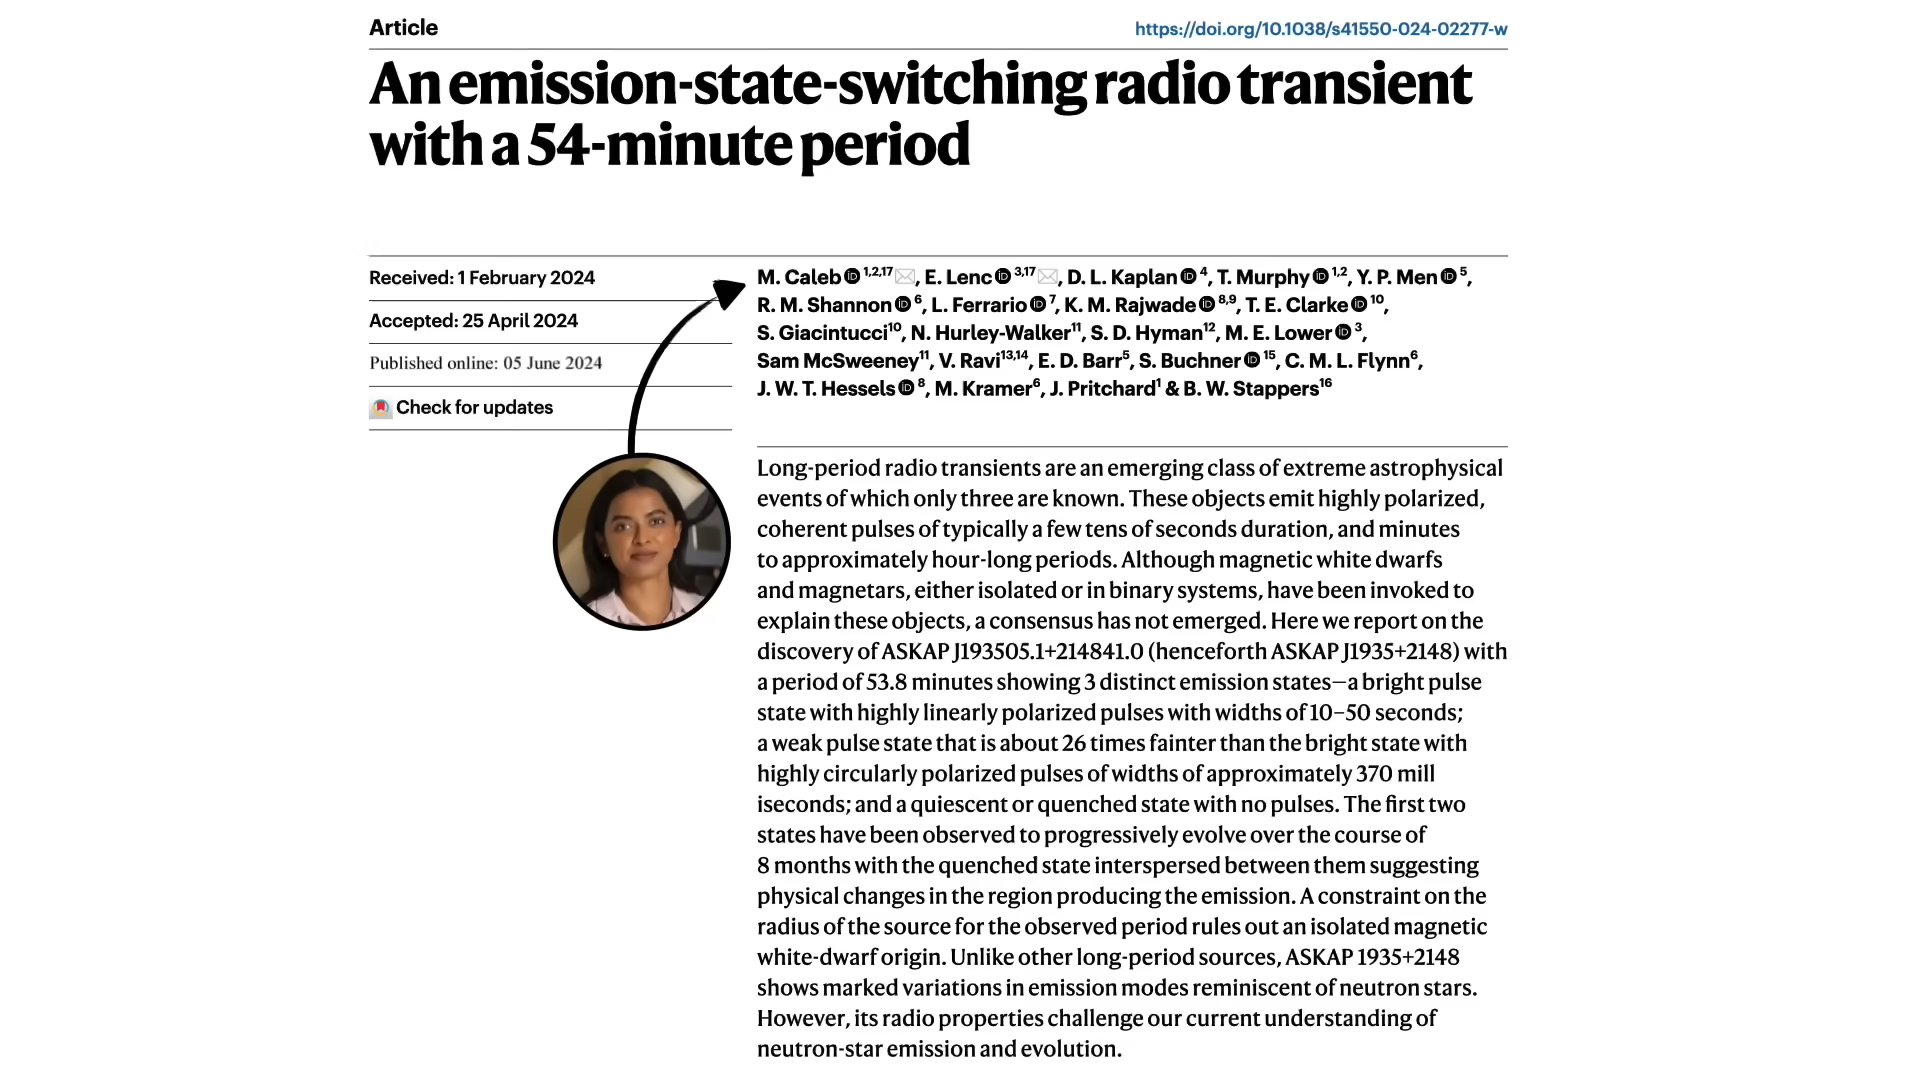 Article
https://doi.org/10.1038/s41550-024-02277-w
An emission-state-switching radio transient
with a 54-minute period
Received: 1 February 2024
Accepted: 25 April 2024
Published online: 05 June 2024
Check for updates
M. Caleb 1,2,17, E. Lenc 3,17, D. L. Kaplan 4, T. Murphy 1,2, Y. P. Men 5,
R. M. Shannon 6, L. Ferrario 7, K. M. Rajwade 8,9, T. E. Clarke 10,
S. Giacintucci10, N. Hurley-Walker11, S. D. Hyman12, M. E. Lower 3,
Sam McSweeney11, V. Ravi13,14, E. D. Barr5, S. Buchner 15, C. M. L. Flynn6,
J. W. T. Hessels 8, M. Kramer6, J. Pritchard1 & B. W. Stappers16
Long-period radio transients are an emerging class of extreme astrophysical
events of which only three are known. These objects emit highly polarized,
coherent pulses of typically a few tens of seconds duration, and minutes
to approximately hour-long periods. Although magnetic white dwarfs
and magnetars, either isolated or in binary systems, have been invoked to
explain these objects, a consensus has not emerged. Here we report on the
discovery of ASKAP J193505.1+214841.0 (henceforth ASKAP J1935+2148) with
a period of 53.8 minutes showing 3 distinct emission states—a bright pulse
state with highly linearly polarized pulses with widths of 10–50 seconds;
a weak pulse state that is about 26 times fainter than the bright state with
highly circularly polarized pulses of widths of approximately 370 mill
iseconds; and a quiescent or quenched state with no pulses. The first two
states have been observed to progressively evolve over the course of
8 months with the quenched state interspersed between them suggesting
physical changes in the region producing the emission. A constraint on the
radius of the source for the observed period rules out an isolated magnetic
white-dwarf origin. Unlike other long-period sources, ASKAP 1935+2148
shows marked variations in emission modes reminiscent of neutron stars.
However, its radio properties challenge our current understanding of
neutron-star emission and evolution.